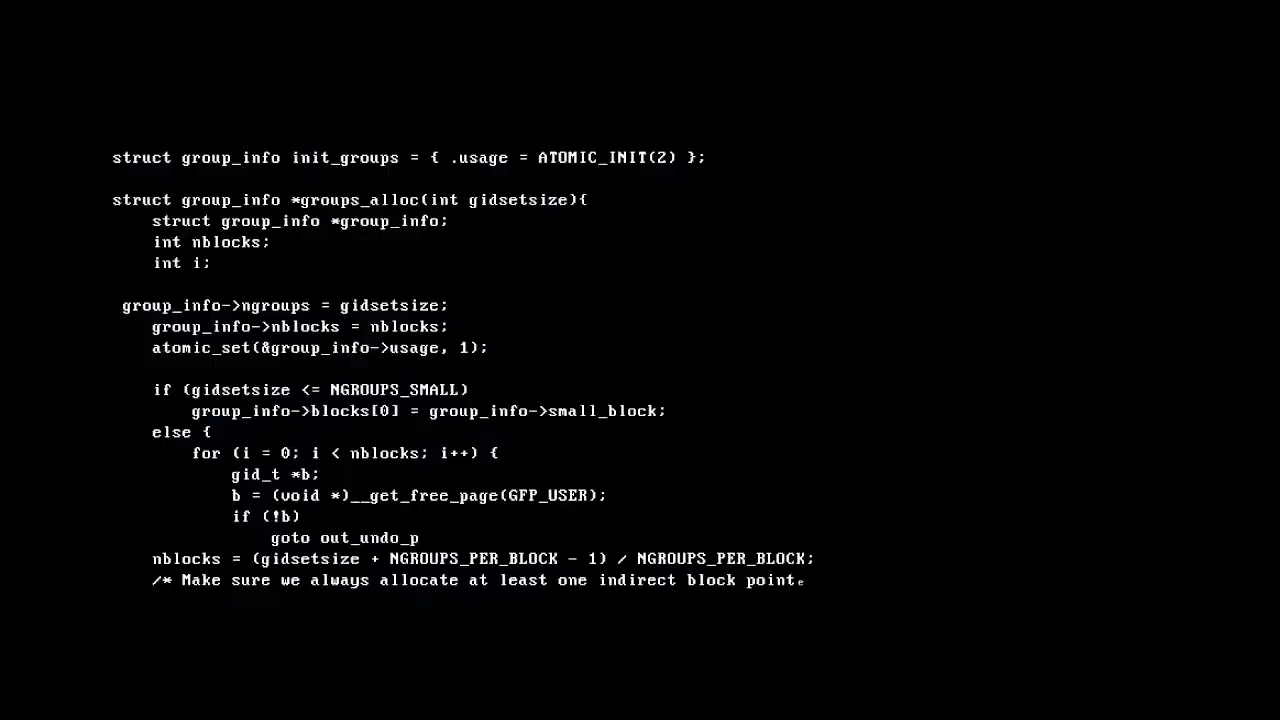 struct group_info init_groups = { .usage = ATOMIC_INIT(2) };
struct group_info *groups_alloc(int gidsetsize){
struct group_info *group_info;
int nblocks;
int i;
group_info->ngroups = gidsetsize;
group_info->nblocks = nblocks;
atomic_set(&group_info->usage, 1);
if (gidsetsize <= NGROUPS_SMALL)
group_info->blocks[0] = group_info->small_block;
else {
for (i = 0; i < nblocks; i++) {
gid_t *b;
b = (void *)__get_free_page(GFP_USER);
if (!b)
goto out_undo_p
nblocks = (gidsetsize + NGROUPS_PER_BLOCK - 1) / NGROUPS_PER_BLOCK;
/* Make sure we always allocate at least one indirect block pointe